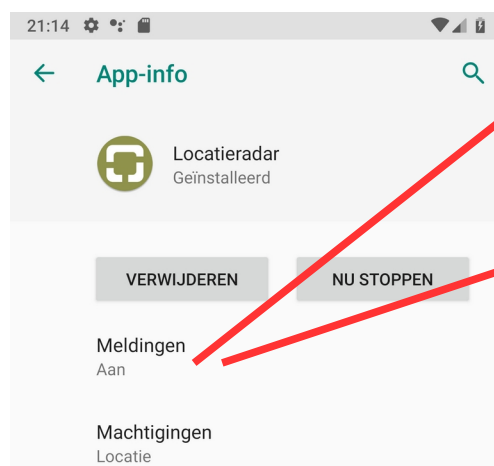 21:14
App-info
Locatieradar
Geïnstalleerd
VERWIJDEREN NU STOPPEN
Meldingen
Aan
Machtigingen
Locatie